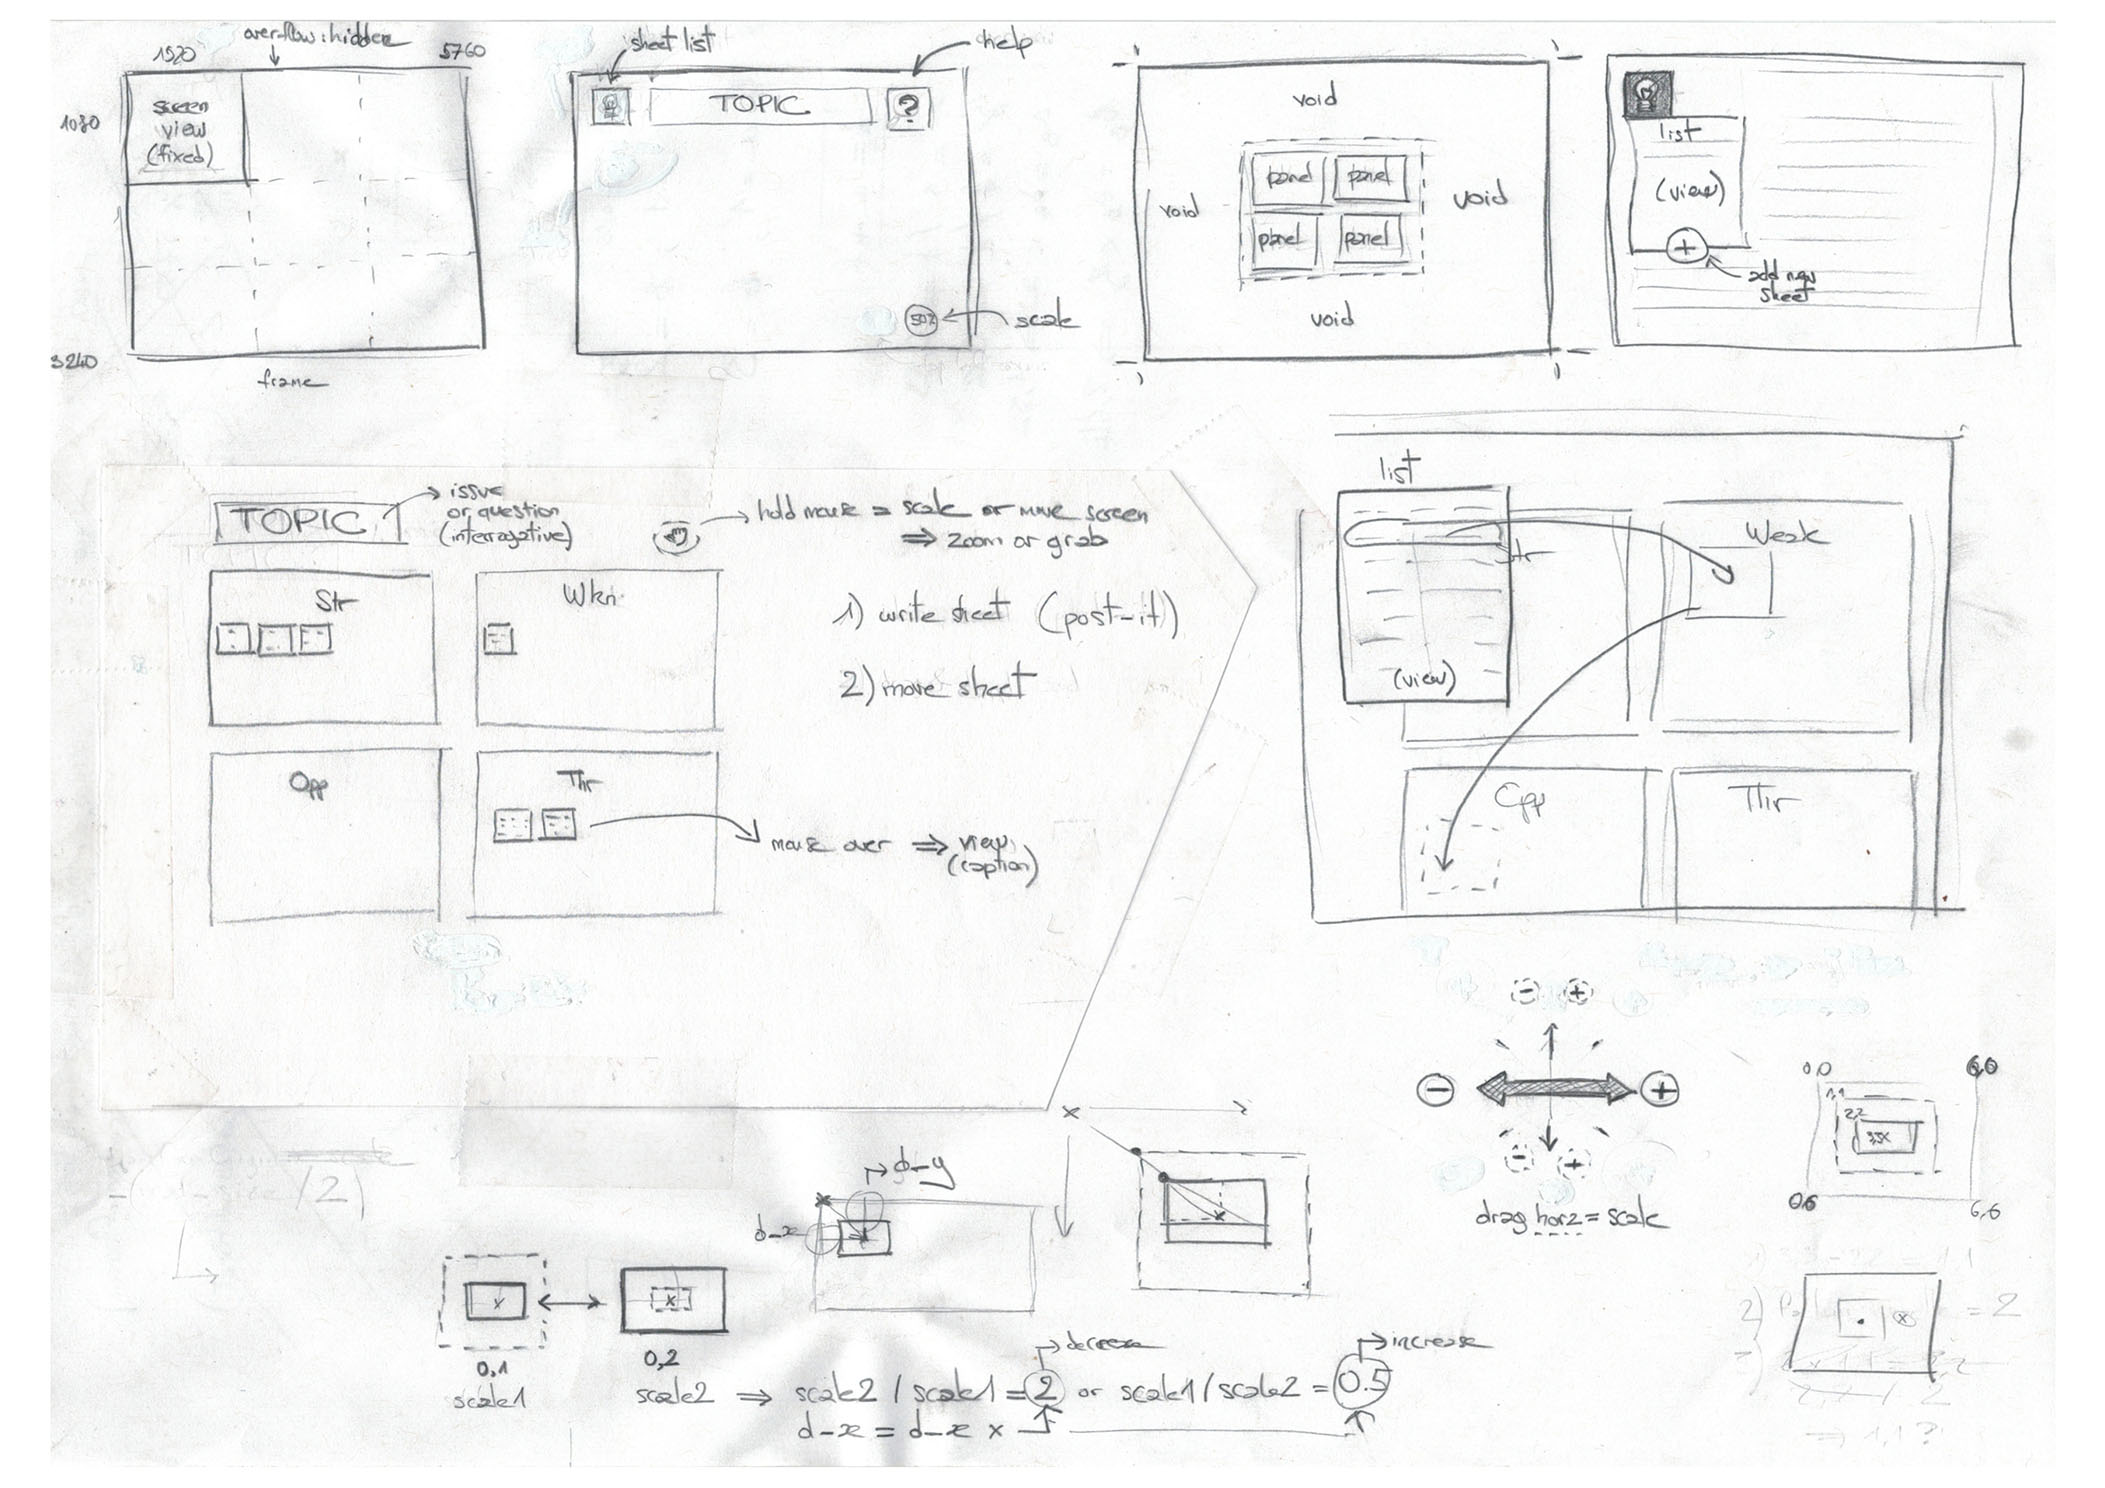 overflow:hidden
1920
5760
1080
screen
view
(fixed)
3240
frame
sheet list
help
TOPIC
?
50%
scale
void
void
panel
panel
void
panel
panel
void
list
(view)
+
add new
sheet
TOPIC
issue
or question
(interrogative)
hold mouse = scale or move screen
⇒ zoom or grab
Str
Wkn
1) write sheet (post-it)
2) move sheet
Opp
Thr
mouse over ⇒ view
(caption)
list
Str
Weak
(view)
Opp
Thr
- +
- +
- +
drag horz = scale
0,0
6,0
1,1
2,2
0,6
6,6
x
d-y
d-x
x
x
x
0,1
scale1
0,2
scale2 ⇒ scale2 / scale1 = 2 or scale1 / scale2 = 0.5
decrease
increase
d-x = d-x ×
/2)
2)
= 2
⇒ 1,1 ?